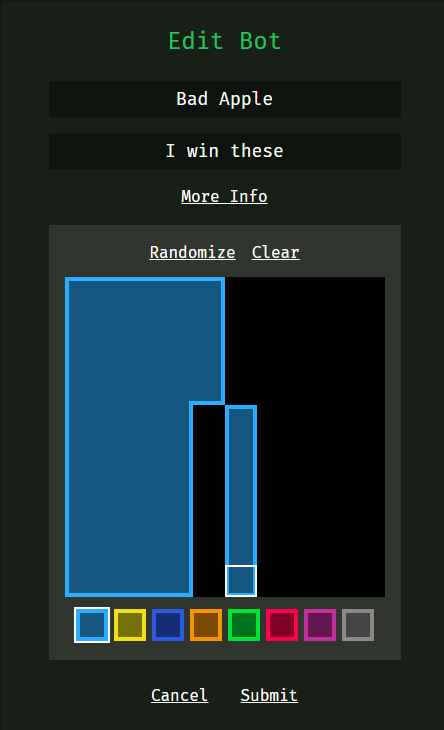 Edit Bot
Bad Apple
I win these
More Info
Randomize Clear
Cancel Submit